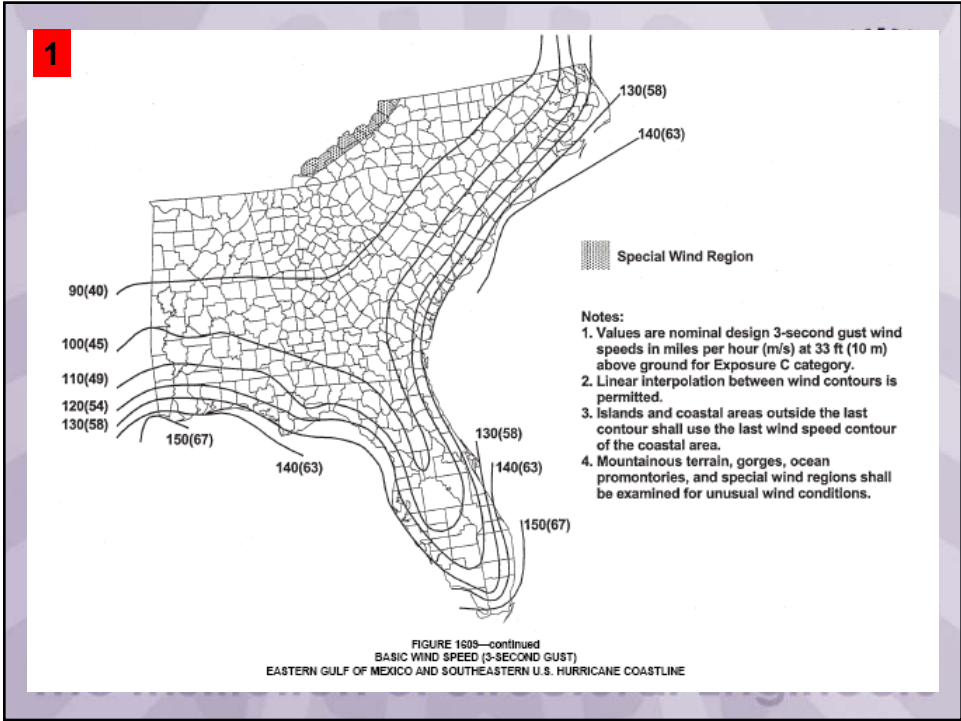 1
130(58)
140(63)
Special Wind Region
90(40)
100(45)
110(49)
120(54)
130(58)
150(67)
140(63)
130(58)
140(63)
150(67)
Notes:
1. Values are nominal design 3-second gust wind
speeds in miles per hour (m/s) at 33 ft (10 m)
above ground for Exposure C category.
2. Linear interpolation between wind contours is
permitted.
3. Islands and coastal areas outside the last
contour shall use the last wind speed contour
of the coastal area.
4. Mountainous terrain, gorges, ocean
promontories, and special wind regions shall
be examined for unusual wind conditions.
FIGURE 1609—continued
BASIC WIND SPEED (3-SECOND GUST)
EASTERN GULF OF MEXICO AND SOUTHEASTERN U.S. HURRICANE COASTLINE